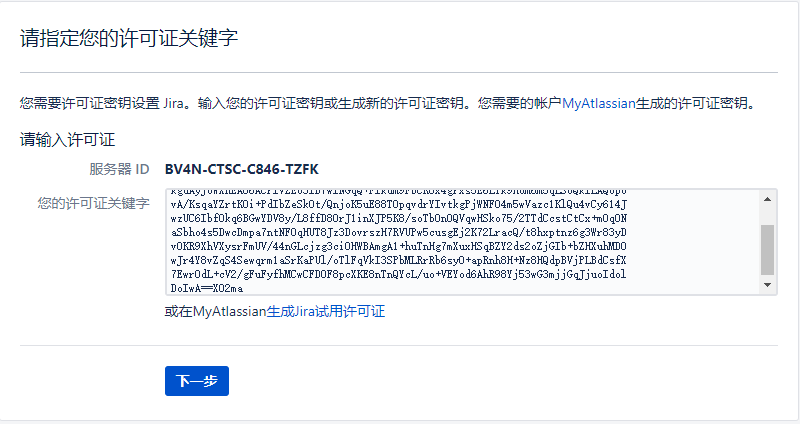 请指定您的许可证关键字
您需要许可证密钥设置 Jira。输入您的许可证密钥或生成新的许可证密钥。您需要的帐户MyAtlassian生成的许可证密钥。
请输入许可证
服务器 ID BV4N-CTSC-C846-TZFK
您的许可证关键字
vA/KsqaYZrtKOi+PdIbZeSkOt/QnjoK5uE88TOpqvdrYIvtkgPjWNFO4m5wVazc1KlQu4vCy614J
wzUC6IbfOkq6BGwYDV8y/L8ffD8OrJ1inXJP5K8/soTbOnOQVqwHSko75/2TTdCcstCtCx+mOqON
aSbho4s5DwcDmpa7ntNFOqHUT8Jz3DovrszH7RVUPw5cusgEj2K72LracQ/t8hxptnz6g3Wr83yD
vOKR9XhVXysrFmUV/44nGLcjzg3ciOHWBAmgA1+huTnHg7mXuxHSqBZY2ds2oZjGIb+bZHXuhMDO
wJr4Y8vZqS4Sewqrm1aSrKaPUl/oTlFqVkI3SPbMLRrRb6syO+apRnh8H+Nz8HQdpBVjPLBdCsfX
7EwrOdL+cV2/gFuFyfhMCwCFDOF8pcXKE8nTnQYcL/uo+VEYod6AhR98Yj53wG3mjjGqJjuoIdol
DoIwA==X02ma
或在MyAtlassian生成Jira试用许可证
下一步